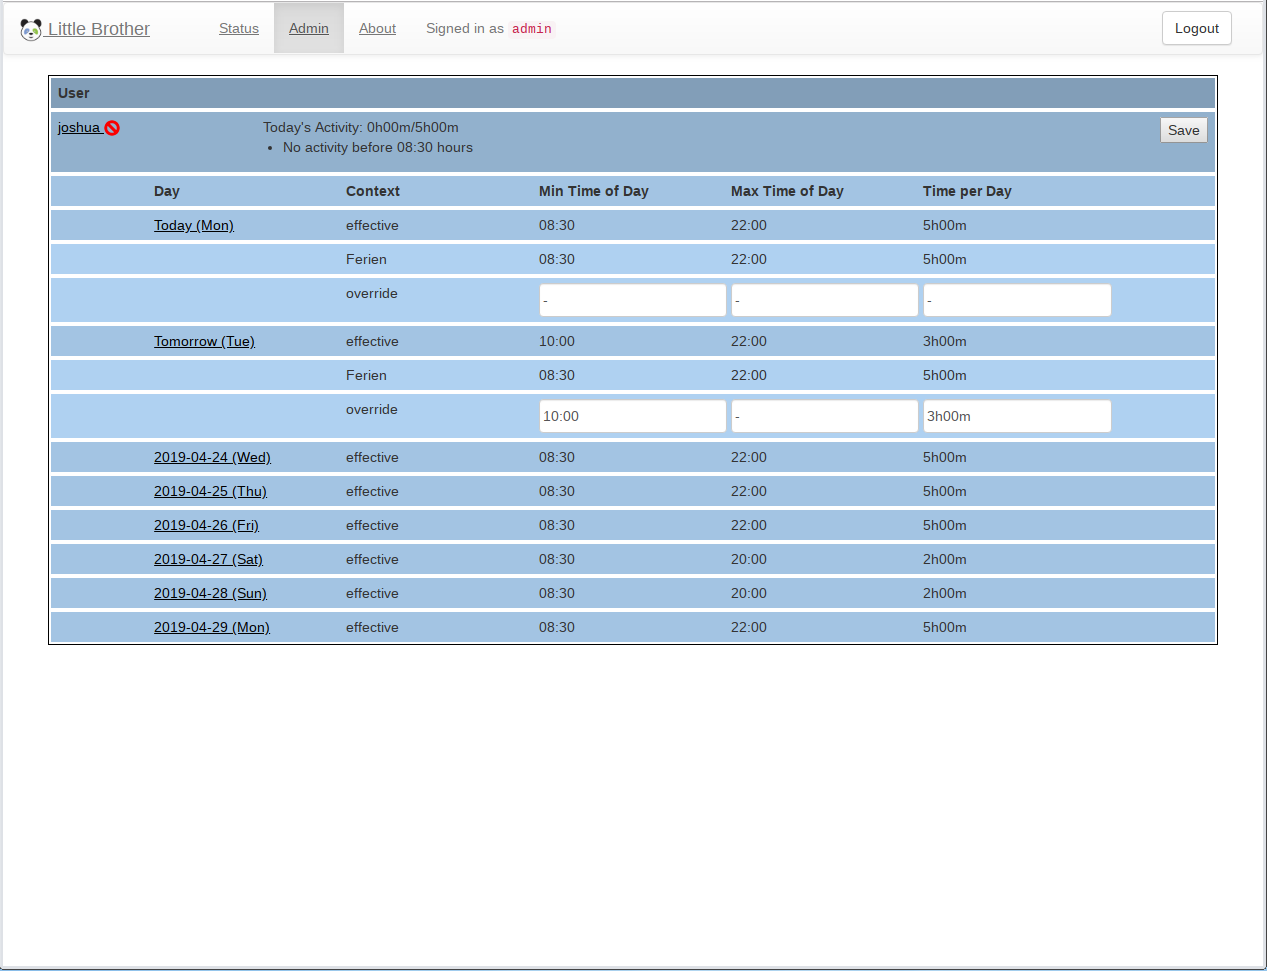 Little Brother Status Admin About Signed in as admin Logout
User
joshua Today's Activity: 0h00m/5h00m Save
• No activity before 08:30 hours
Day Context Min Time of Day Max Time of Day Time per Day
Today (Mon) effective 08:30 22:00 5h00m
Ferien 08:30 22:00 5h00m
override - - -
Tomorrow (Tue) effective 10:00 22:00 3h00m
Ferien 08:30 22:00 5h00m
override 10:00 - 3h00m
2019-04-24 (Wed) effective 08:30 22:00 5h00m
2019-04-25 (Thu) effective 08:30 22:00 5h00m
2019-04-26 (Fri) effective 08:30 22:00 5h00m
2019-04-27 (Sat) effective 08:30 20:00 2h00m
2019-04-28 (Sun) effective 08:30 20:00 2h00m
2019-04-29 (Mon) effective 08:30 22:00 5h00m